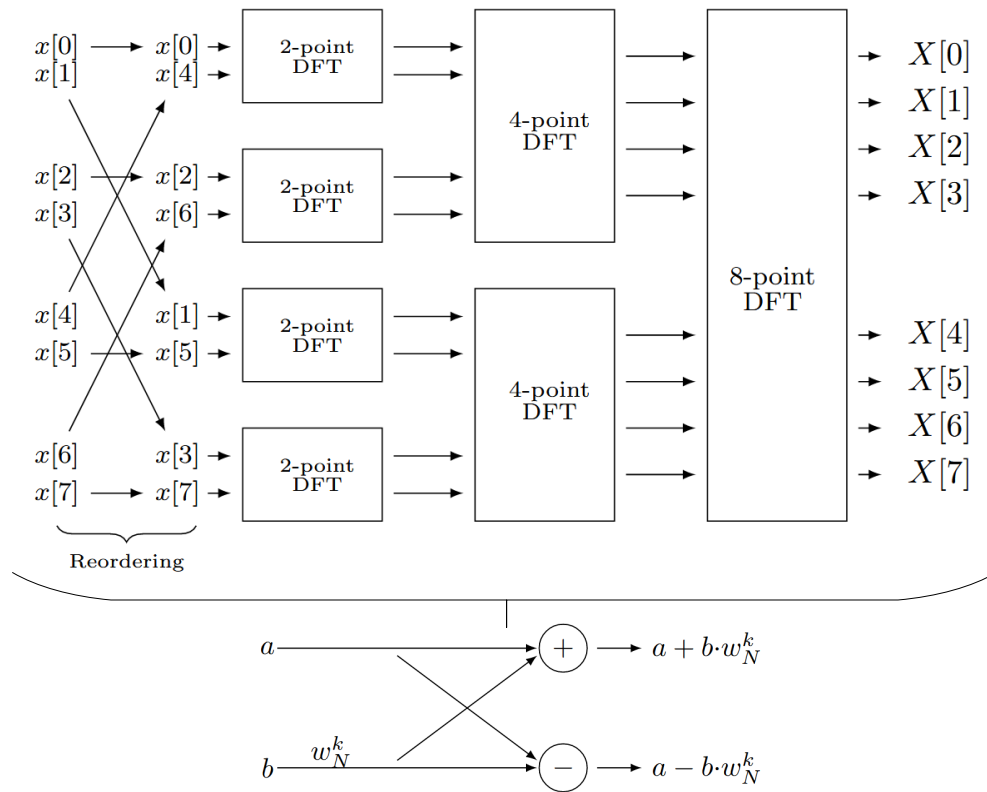 x[0] x[0] 2-point X[0]
x[1] x[4] DFT
X[1]
4-point
DFT
X[2]
x[2] x[2] 2-point
x[3] x[6] DFT X[3]
8-point
DFT
x[4] x[1] 2-point X[4]
x[5] x[5] DFT
X[5]
4-point
DFT
X[6]
x[6] x[3] 2-point X[7]
x[7] x[7] DFT
Reordering
a + a + b·w_N^k
w_N^k
b − a − b·w_N^k